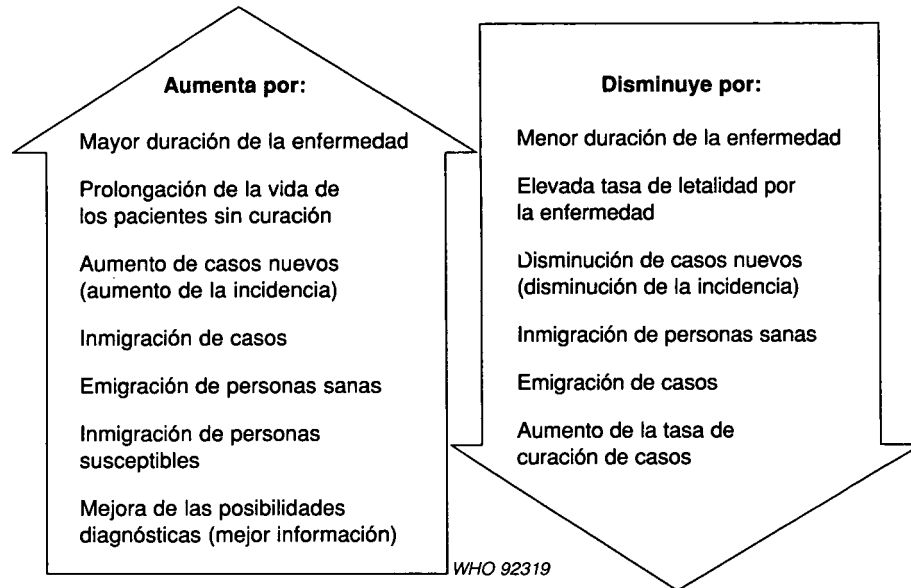 Aumenta por:
Mayor duración de la enfermedad
Prolongación de la vida de
los pacientes sin curación
Aumento de casos nuevos
(aumento de la incidencia)
Inmigración de casos
Emigración de personas sanas
Inmigración de personas
susceptibles
Mejora de las posibilidades
diagnósticas (mejor información)
Disminuye por:
Menor duración de la enfermedad
Elevada tasa de letalidad por
la enfermedad
Disminución de casos nuevos
(disminución de la incidencia)
Inmigración de personas sanas
Emigración de casos
Aumento de la tasa de
curación de casos
WHO 92319